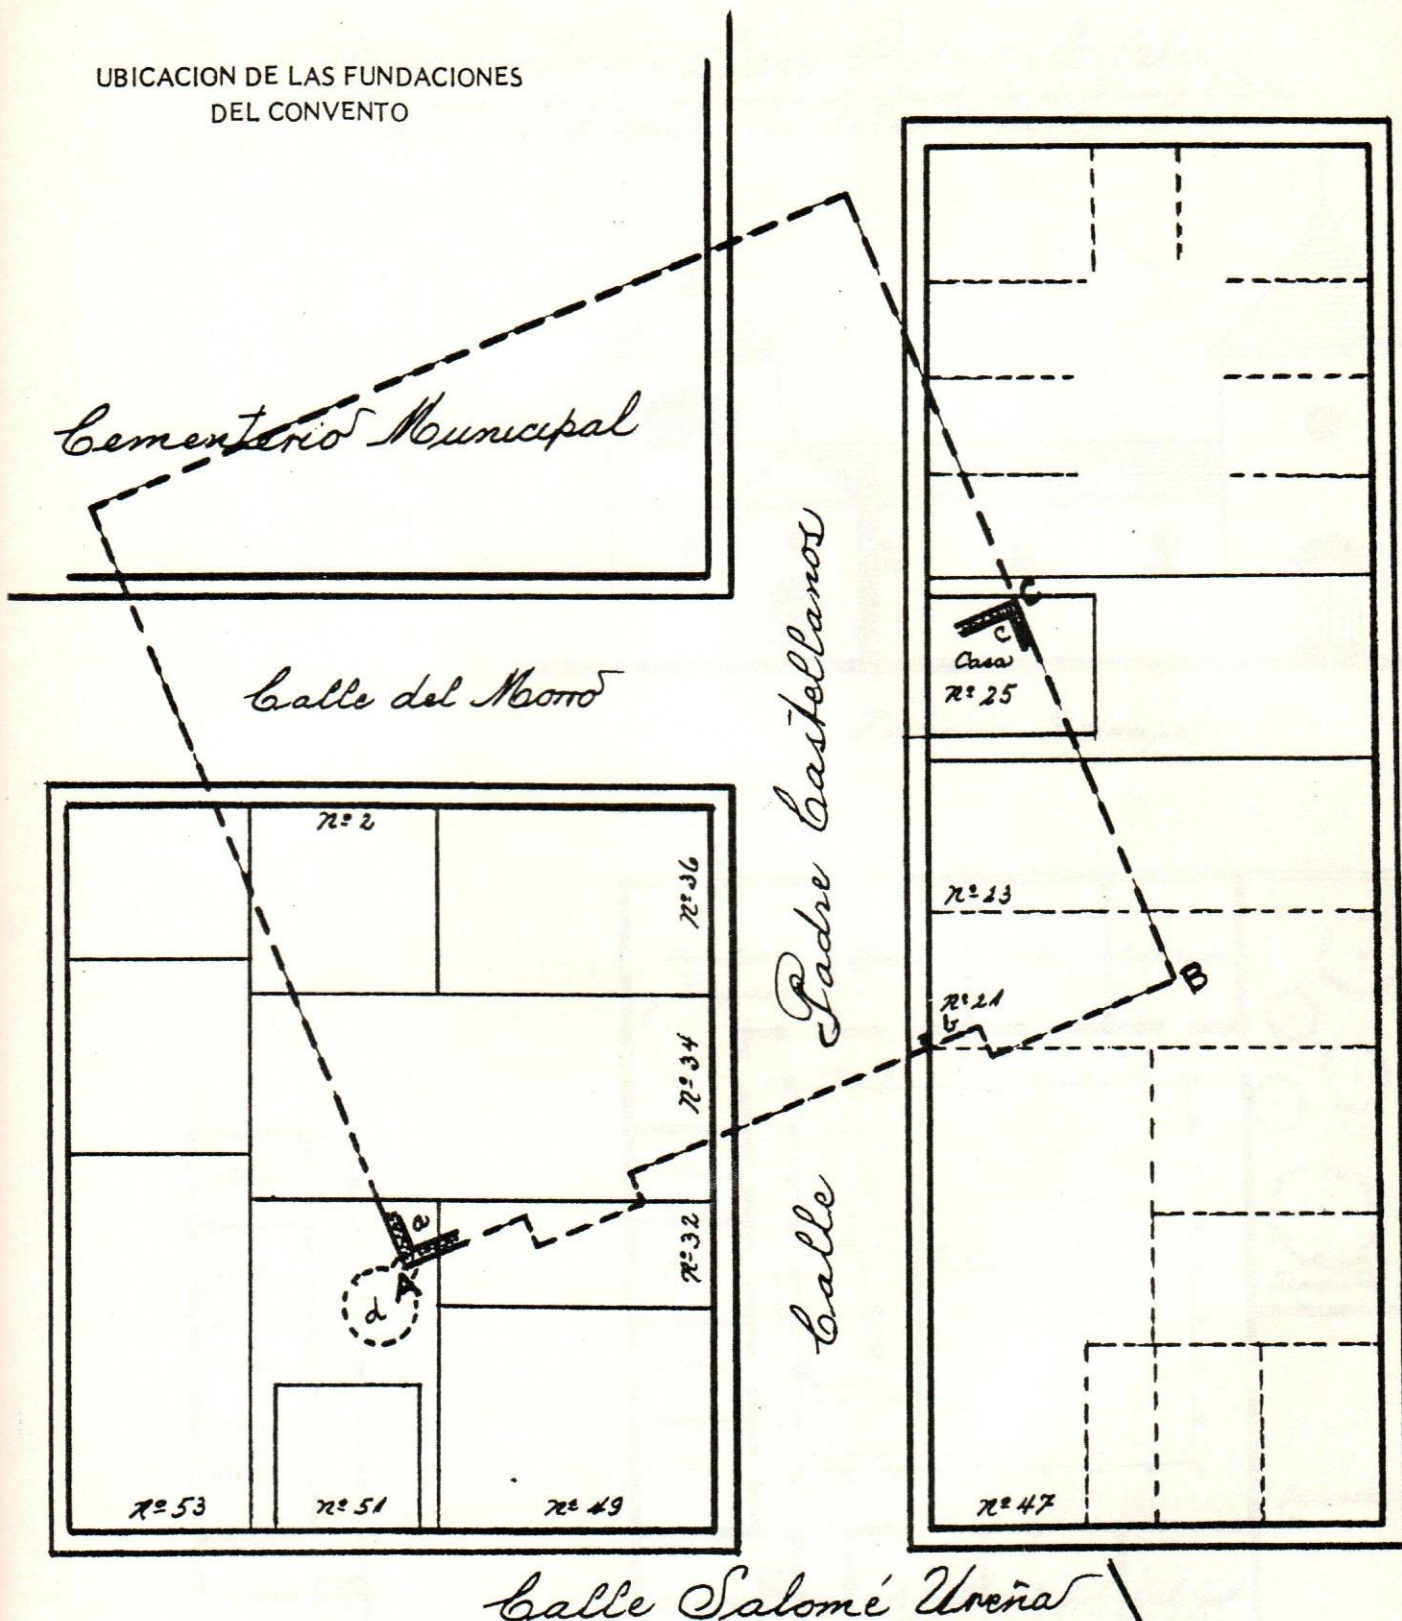 UBICACION DE LAS FUNDACIONES
DEL CONVENTO
Cementerio Municipal
Calle del Morro
Calle Padre Castellanos
C
c
Casa
nº 25
nº 2
nº 36
nº 23
B
nº 21
b
nº 34
a
A
nº 32
d
nº 53
nº 51
nº 49
nº 47
Calle Salomé Ureña